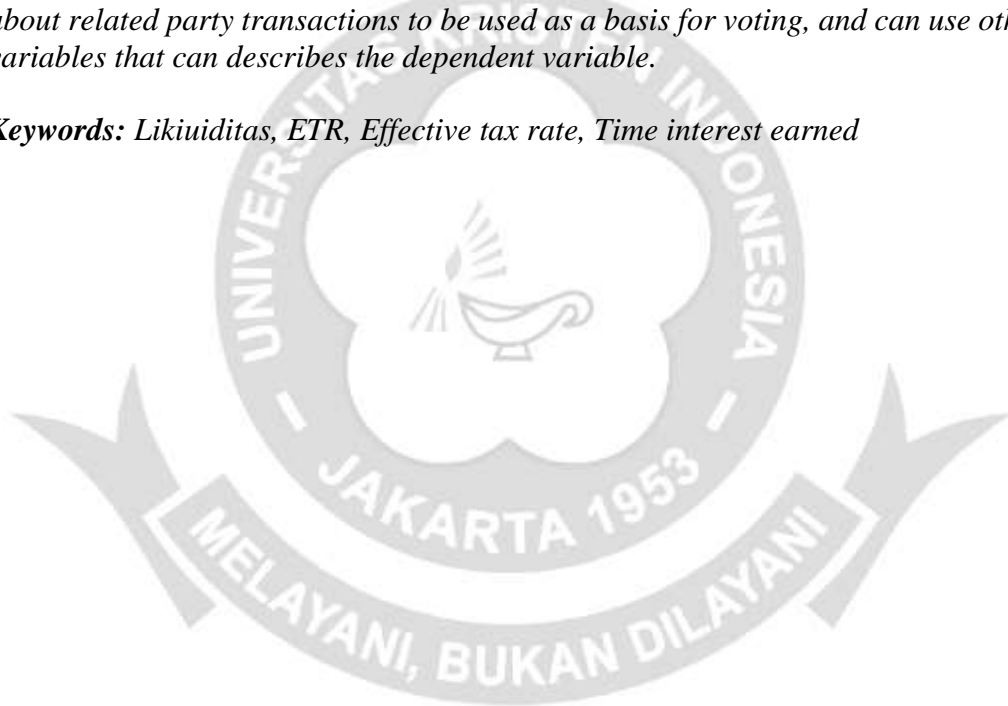 about related party transactions to be used as a basis for voting, and can use
variables that can describes the dependent variable.
Keywords: Likiuiditas, ETR, Effective tax rate, Time interest earned
UNIVERSITAS KRISTEN INDONESIA
- JAKARTA 1953 -
MELAYANI, BUKAN DILAYANI